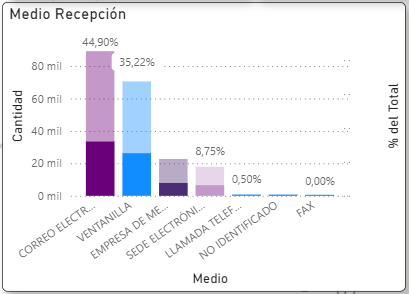 Medio Recepción
44,90%
35,22%
8,75%
0,50%
0,00%
80 mil
60 mil
40 mil
20 mil
0 mil
Cantidad
% del Total
CORREO ELECTR...
VENTANILLA
EMPRESA DE ME...
SEDE ELECTRÓNI...
LLAMADA TELEF...
NO IDENTIFICADO
FAX
Medio